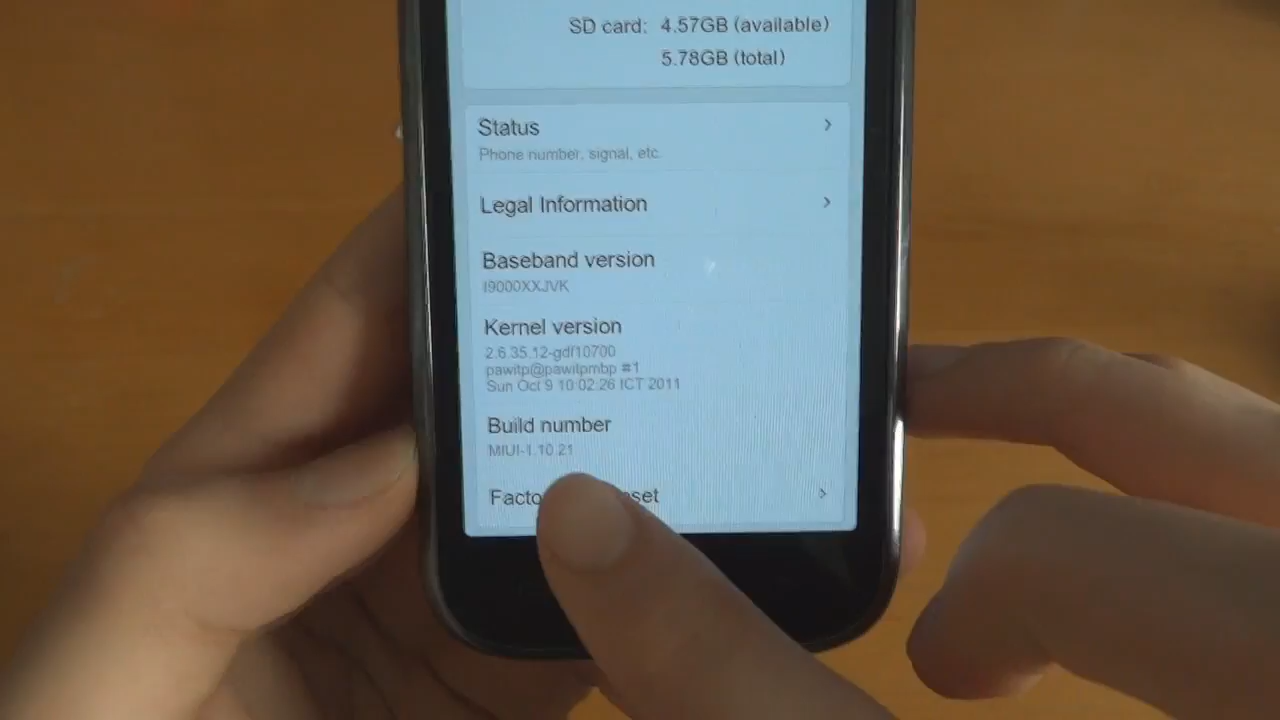 SD card: 4.57GB (available)
5.78GB (total)
Status
Phone number, signal, etc.
Legal Information
Baseband version
I9000XXJVK
Kernel version
2.6.35.12-gdf10700
pawitp@pawitpmbp #1
Sun Oct 9 10:02:26 ICT 2011
Build number
MIUI-1.10.21